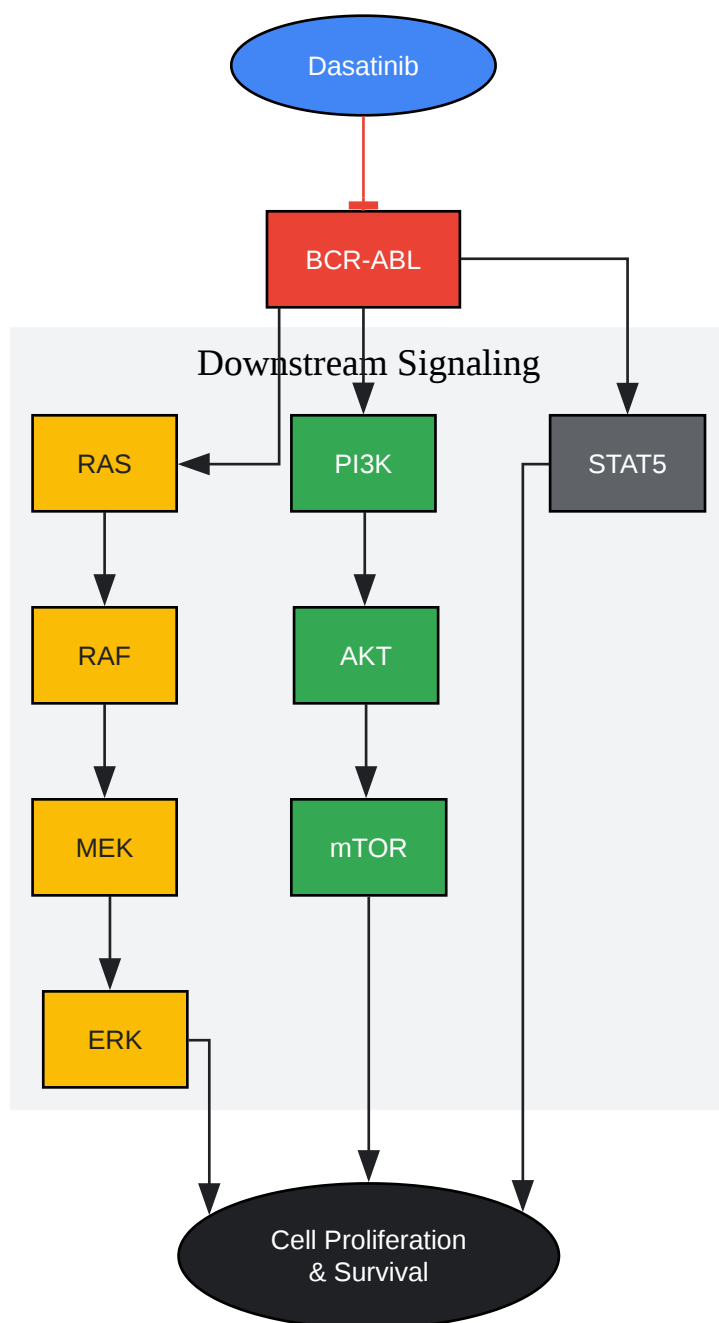 Dasatinib
BCR-ABL
Downstream Signaling
RAS
PI3K
STAT5
RAF
AKT
MEK
mTOR
ERK
Cell Proliferation
& Survival